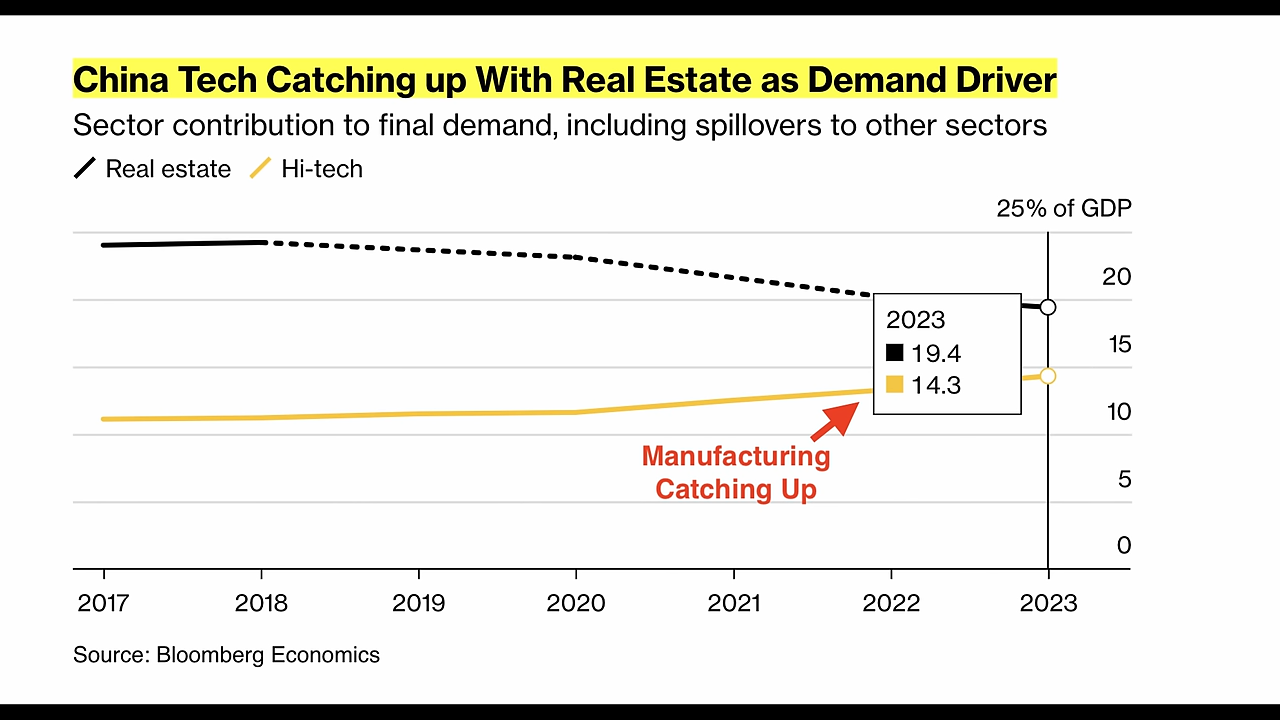 China Tech Catching up With Real Estate as Demand Driver
Sector contribution to final demand, including spillovers to other sectors
Real estate Hi-tech
25% of GDP
20
2023
19.4
15
14.3
10
Manufacturing
Catching Up
5
0
2017 2018 2019 2020 2021 2022 2023
Source: Bloomberg Economics